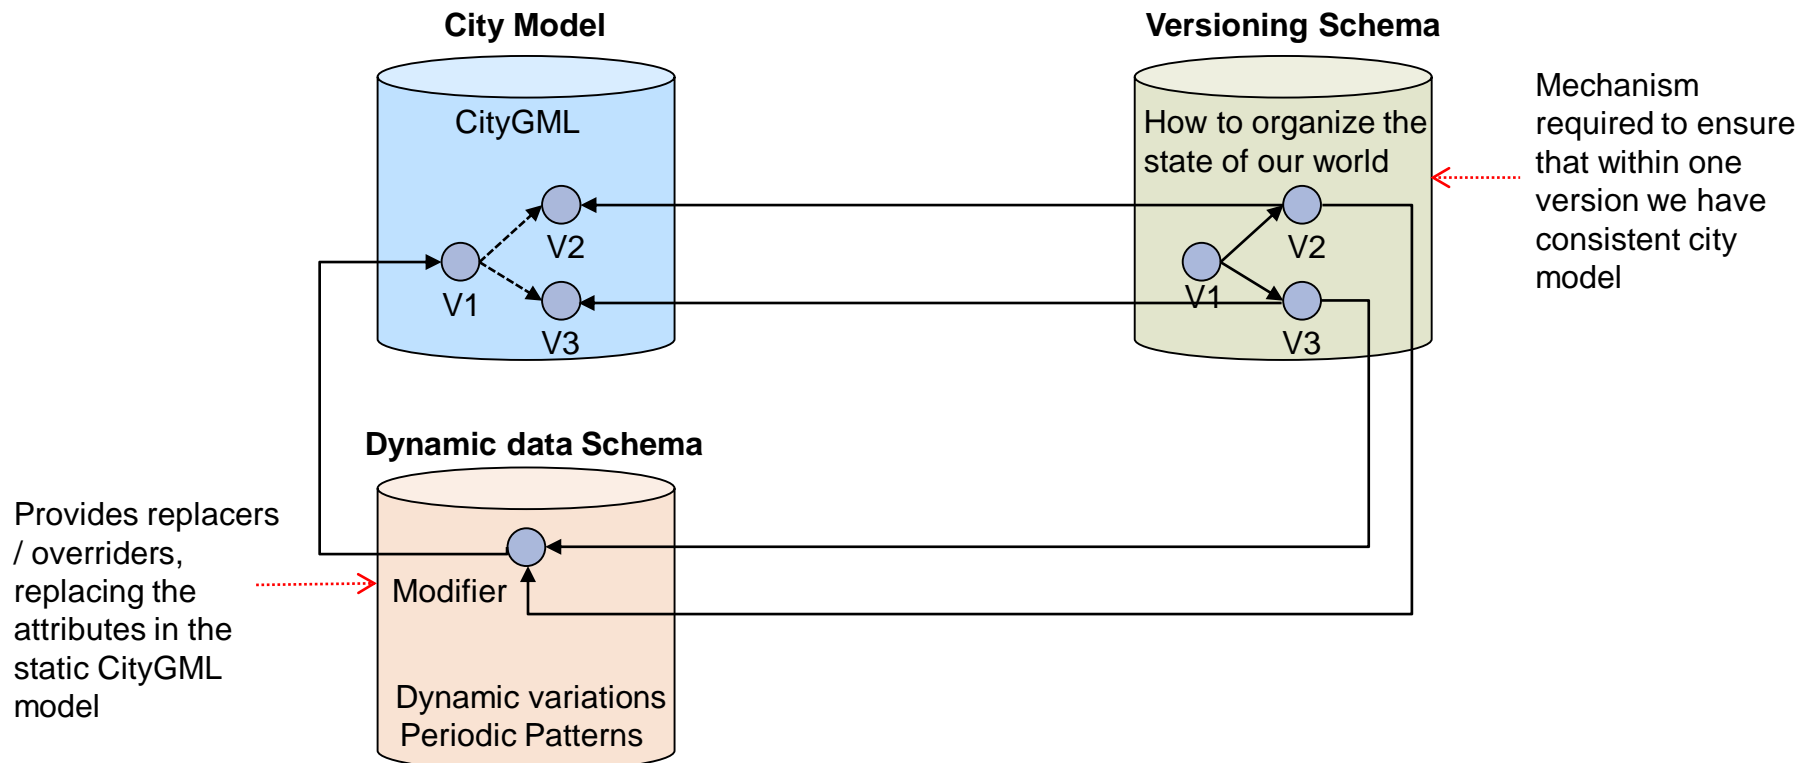 City Model
CityGML
V2
V1
V3
Versioning Schema
How to organize the
state of our world
V2
V1
V3
Mechanism
required to ensure
that within one
version we have
consistent city
model
Dynamic data Schema
Modifier
Dynamic variations
Periodic Patterns
Provides replacers
/ overriders,
replacing the
attributes in the
static CityGML
model